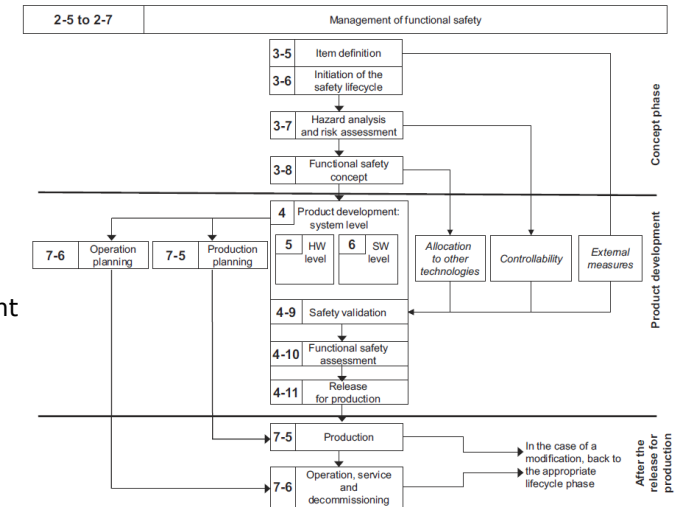 2-5 to 2-7
Management of functional safety
3-5
Item definition
3-6
Initiation of the
safety lifecycle
3-7
Hazard analysis
and risk assessment
3-8
Functional safety
concept
Concept phase
4
Product development:
system level
5
HW
level
6
SW
level
7-6
Operation
planning
7-5
Production
planning
Allocation
to other
technologies
Controllability
External
measures
Product development
nt
4-9
Safety validation
4-10
Functional safety
assessment
4-11
Release
for production
7-5
Production
7-6
Operation, service
and
decommissioning
In the case of a
modification, back to
the appropriate
lifecycle phase
After the
release for
production